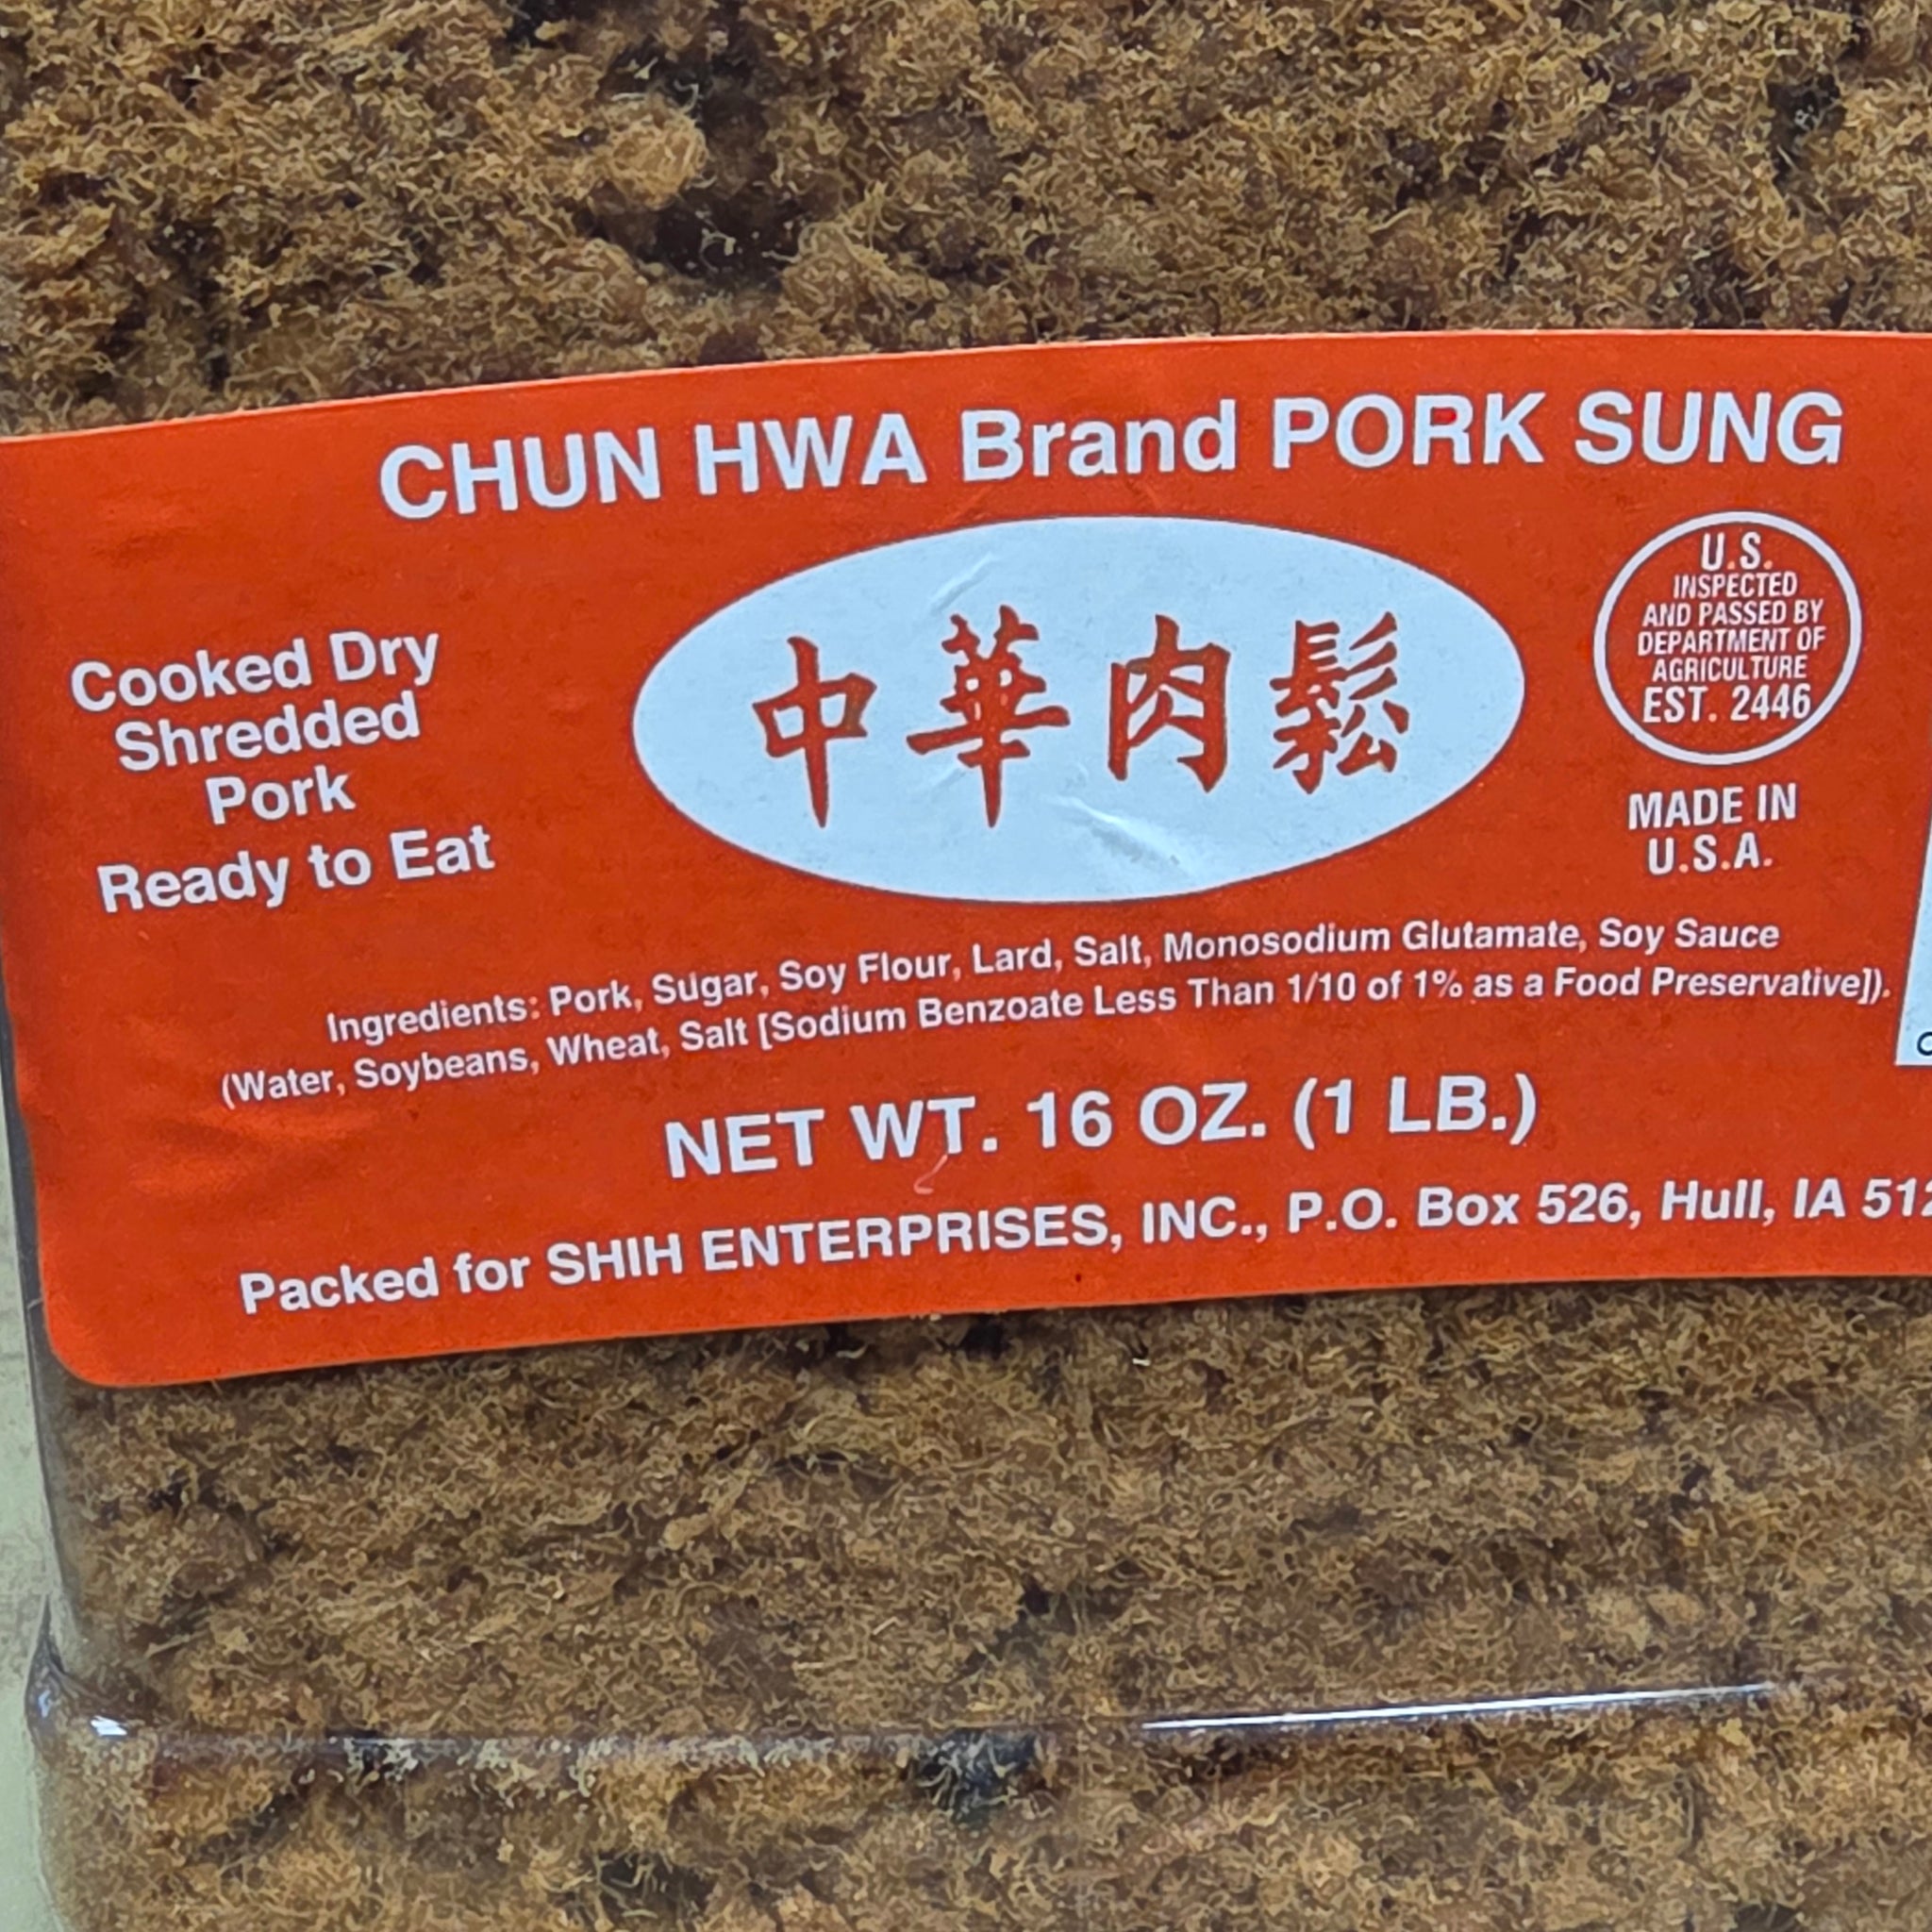 CHUN HWA Brand PORK SUNG
Cooked Dry
Shredded
Pork
Ready to Eat
中華肉鬆
U.S.
INSPECTED
AND PASSED BY
DEPARTMENT OF
AGRICULTURE
EST. 2446
MADE IN
U.S.A.
Ingredients: Pork, Sugar, Soy Flour, Lard, Salt, Monosodium Glutamate, Soy Sauce
(Water, Soybeans, Wheat, Salt [Sodium Benzoate Less Than 1/10 of 1% as a Food Preservative]).
NET WT. 16 OZ. (1 LB.)
Packed for SHIH ENTERPRISES, INC., P.O. Box 526, Hull, IA